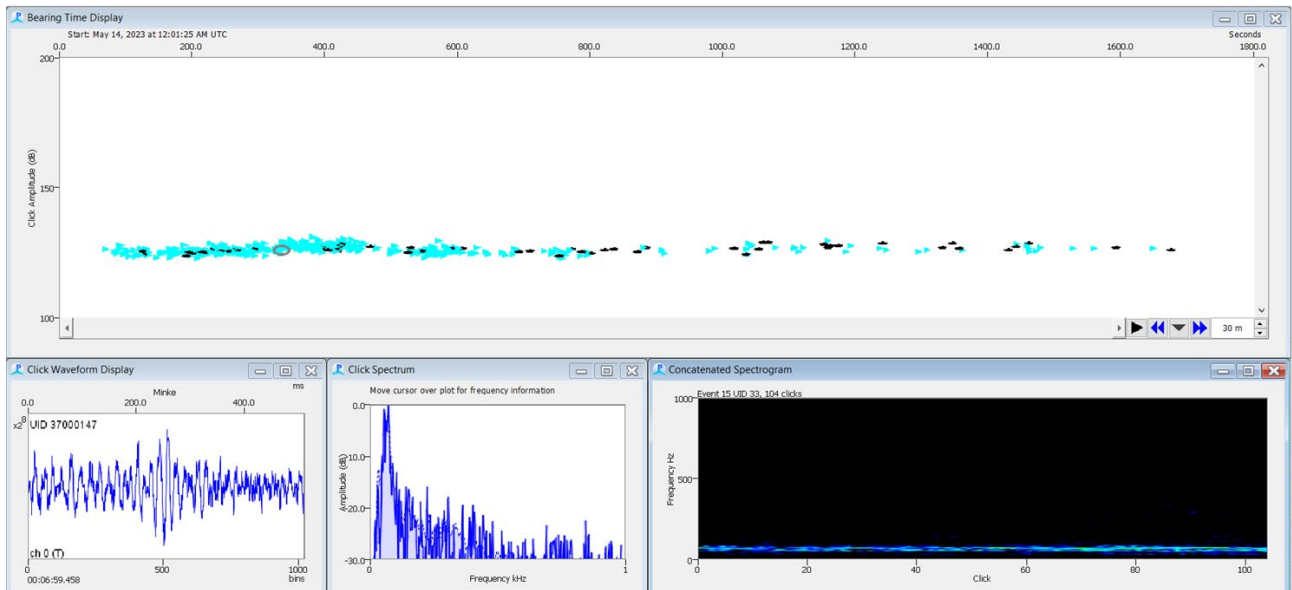 Bearing Time Display
Start: May 14, 2023 at 12:01:25 AM UTC
Seconds
0.0 200.0 400.0 600.0 800.0 1000.0 1200.0 1400.0 1600.0 1800.0
200
150
100
Click Amplitude (dB)
30 m
Click Waveform Display
Minke
ms
0.0 200.0 400.0
x2^8
UID 37000147
ch 0 (T)
0 500 1000
00:06:59.458
bins
Click Spectrum
Move cursor over plot for frequency information
0.0
-10.0
-20.0
-30.0
Amplitude (dB)
0 1
Frequency kHz
Concatenated Spectrogram
Event 15 UID 33, 104 clicks
1000
500
0
Frequency Hz
0 20 40 60 80 100
Click